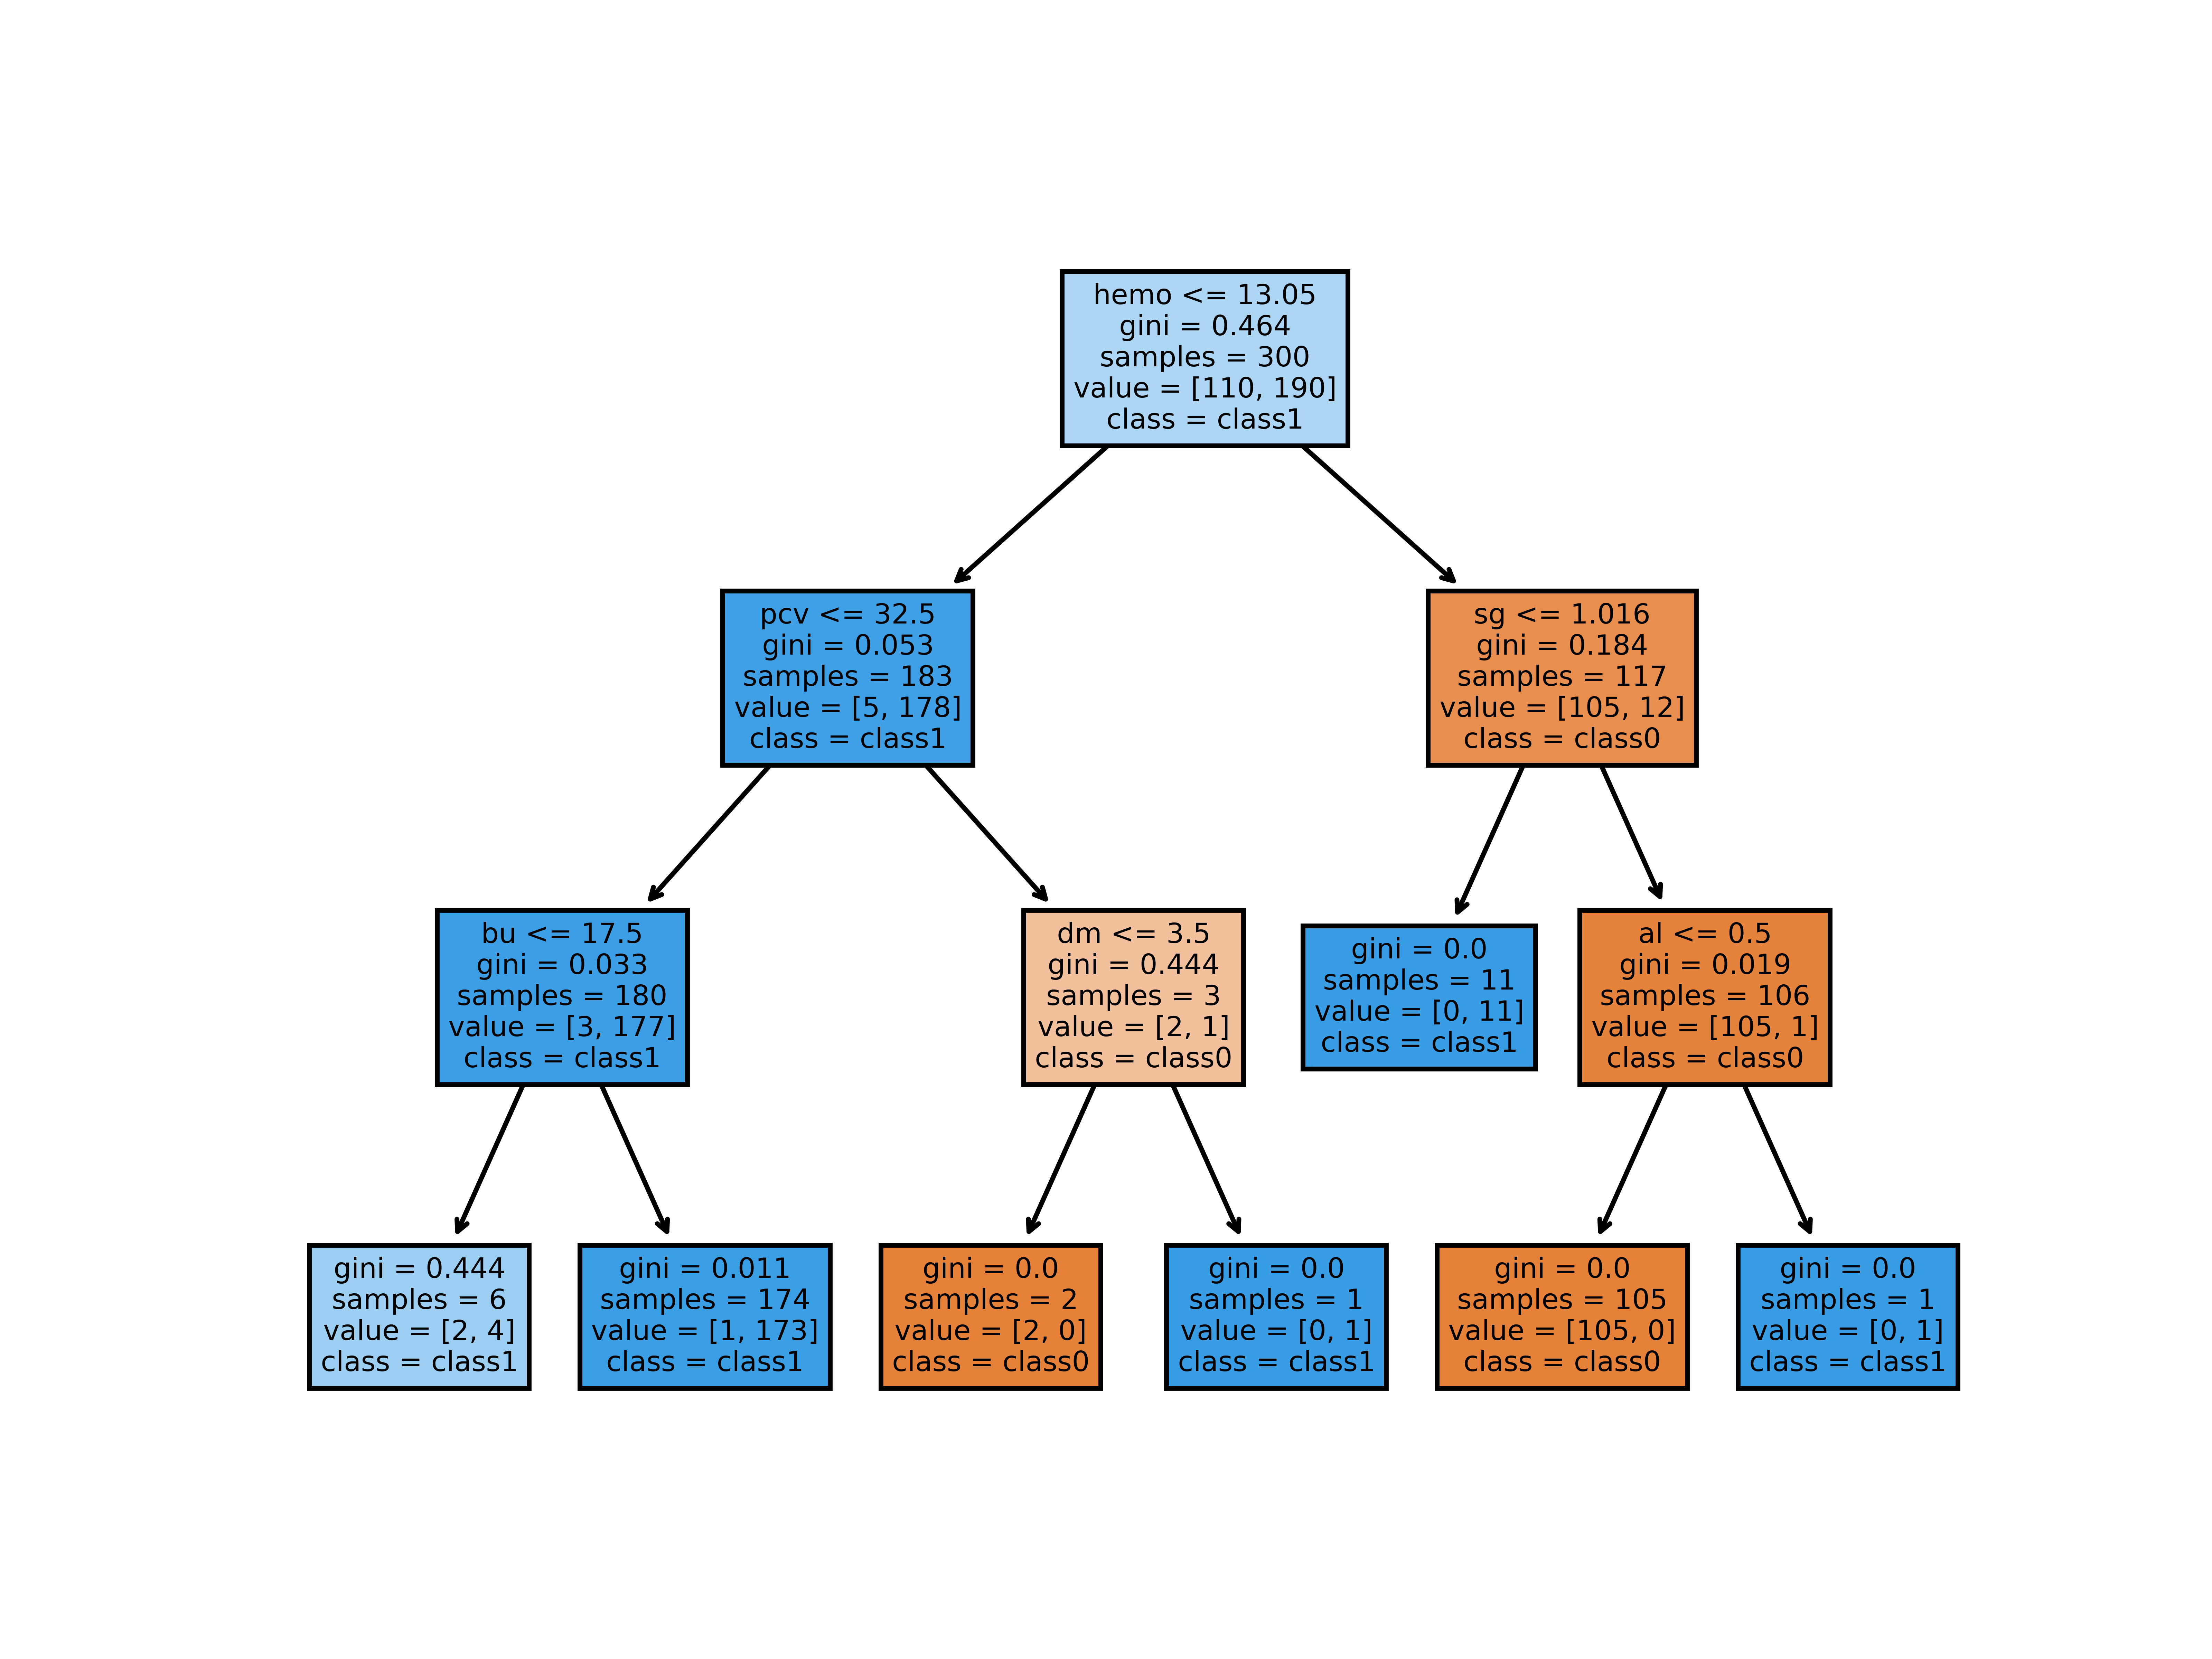 hemo <= 13.05
gini = 0.464
samples = 300
value = [110, 190]
class = class1
pcv <= 32.5
gini = 0.053
samples = 183
value = [5, 178]
class = class1
sg <= 1.016
gini = 0.184
samples = 117
value = [105, 12]
class = class0
bu <= 17.5
gini = 0.033
samples = 180
value = [3, 177]
class = class1
dm <= 3.5
gini = 0.444
samples = 3
value = [2, 1]
class = class0
gini = 0.0
samples = 11
value = [0, 11]
class = class1
al <= 0.5
gini = 0.019
samples = 106
value = [105, 1]
class = class0
gini = 0.444
samples = 6
value = [2, 4]
class = class1
gini = 0.011
samples = 174
value = [1, 173]
class = class1
gini = 0.0
samples = 2
value = [2, 0]
class = class0
gini = 0.0
samples = 1
value = [0, 1]
class = class1
gini = 0.0
samples = 105
value = [105, 0]
class = class0
gini = 0.0
samples = 1
value = [0, 1]
class = class1